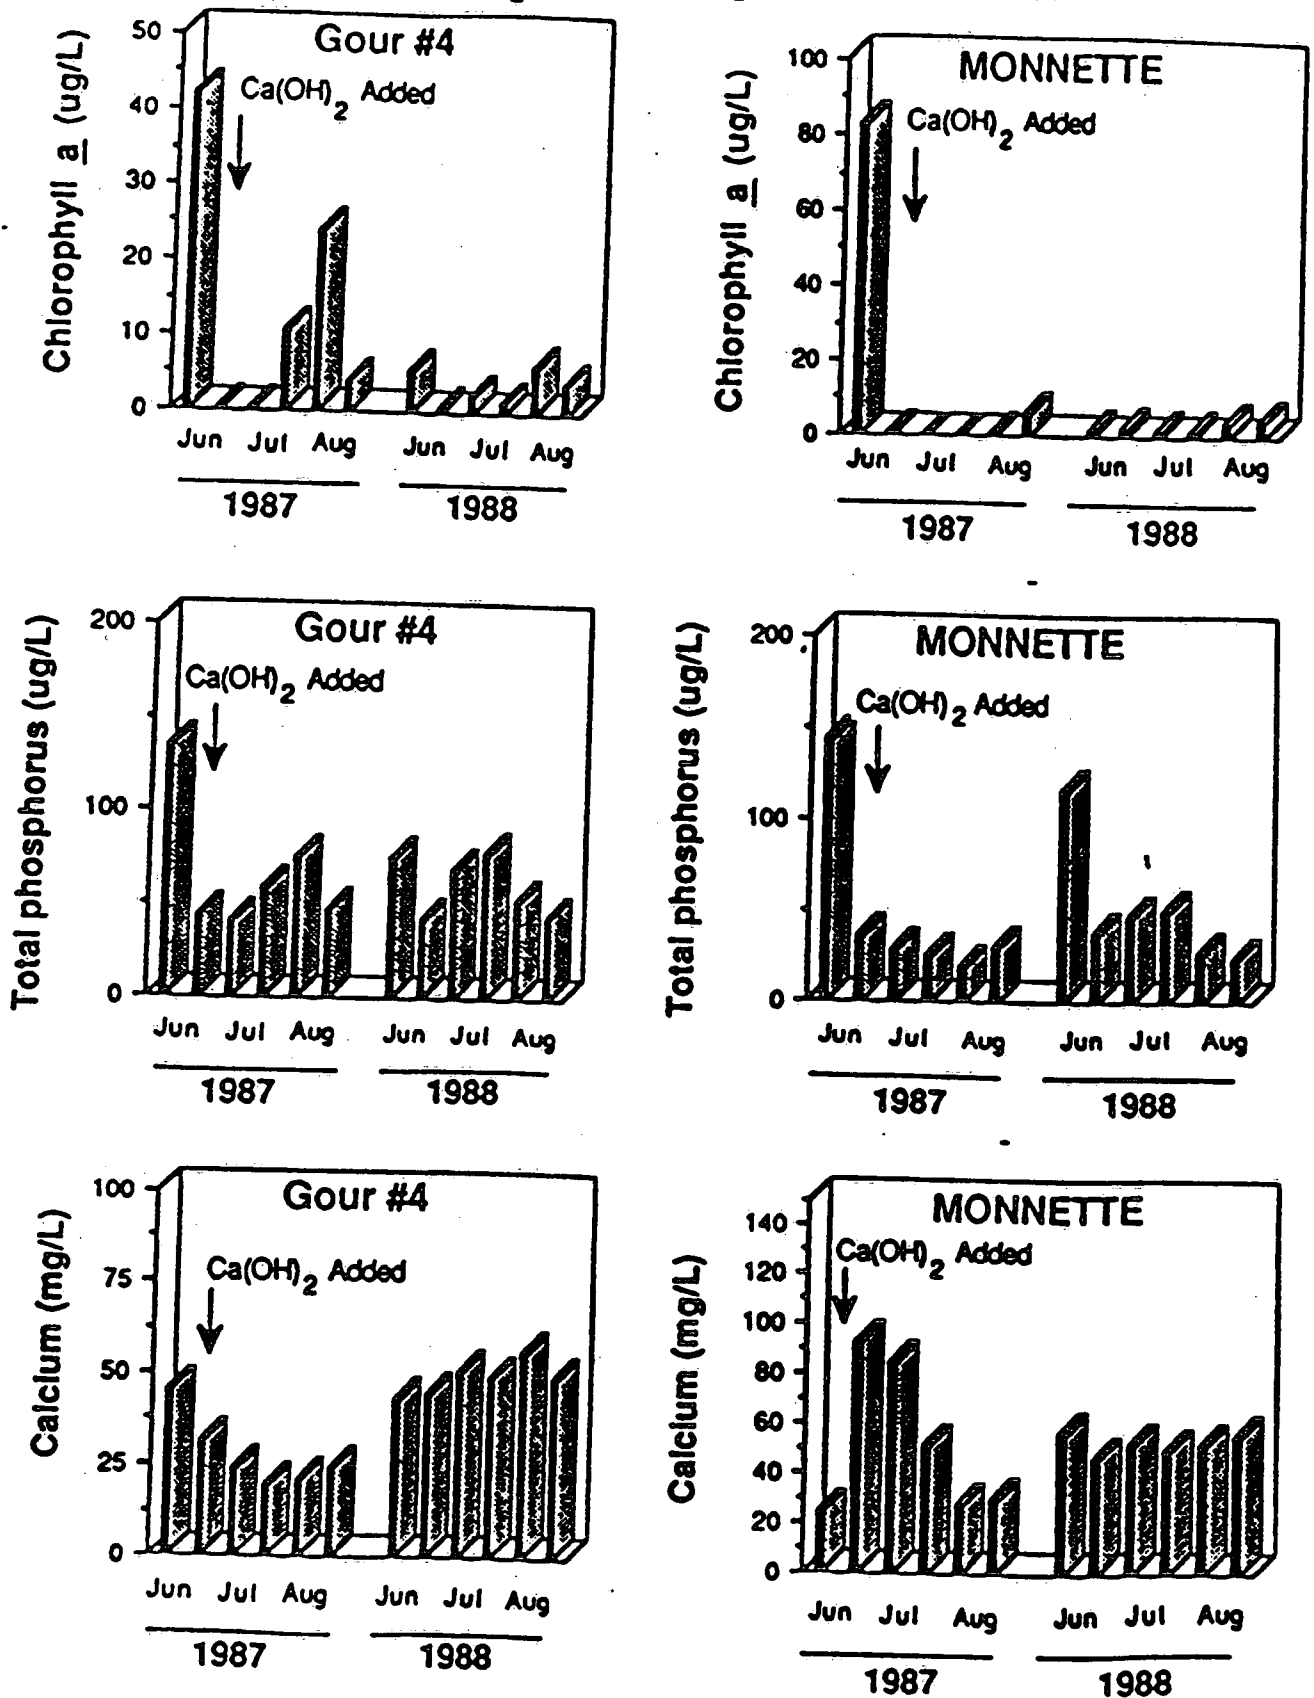 Gour #4
Ca(OH)2 Added
Chlorophyll a (ug/L)
50
40
30
20
10
0
Jun Jul Aug Jun Jul Aug
1987 1988
MONNETTE
Ca(OH)2 Added
Chlorophyll a (ug/L)
100
80
60
40
20
0
Jun Jul Aug Jun Jul Aug
1987 1988
Gour #4
Ca(OH)2 Added
Total phosphorus (ug/L)
200
100
0
Jun Jul Aug Jun Jul Aug
1987 1988
MONNETTE
Ca(OH)2 Added
Total phosphorus (ug/L)
200
100
0
Jun Jul Aug Jun Jul Aug
1987 1988
Gour #4
Ca(OH)2 Added
Calcium (mg/L)
100
75
50
25
0
Jun Jul Aug Jun Jul Aug
1987 1988
MONNETTE
Ca(OH)2 Added
Calcium (mg/L)
140
120
100
80
60
40
20
0
Jun Jul Aug Jun Jul Aug
1987 1988